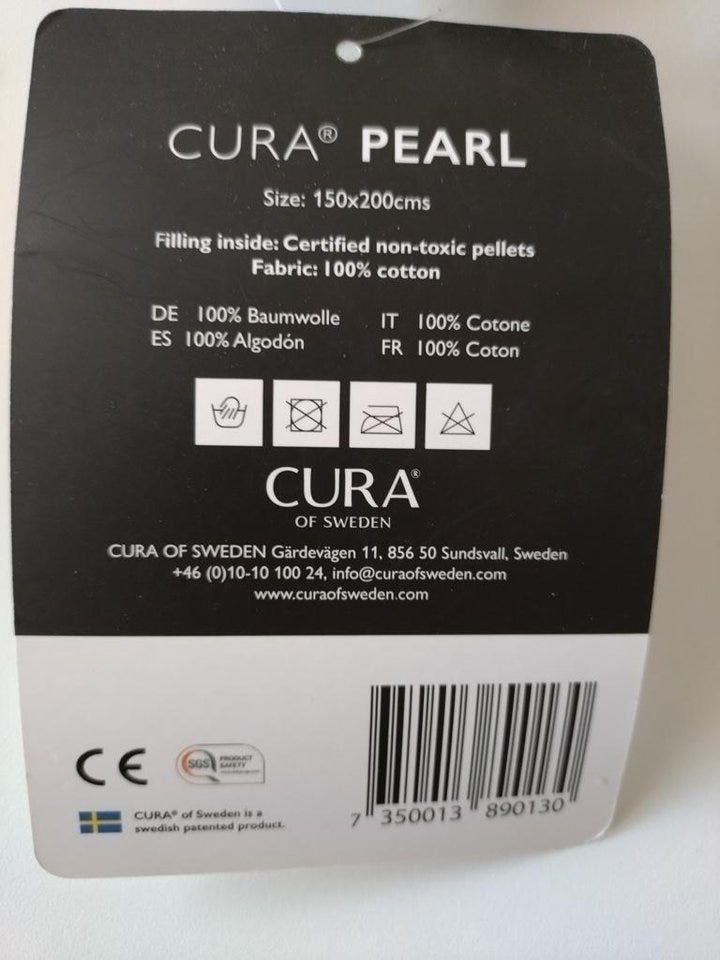 CURA® PEARL
Size: 150x200cms
Filling inside: Certified non-toxic pellets
Fabric: 100% cotton
DE 100% Baumwolle
ES 100% Algodón
IT 100% Cotone
FR 100% Coton
CURA®
OF SWEDEN
CURA OF SWEDEN Gärdevägen 11, 856 50 Sundsvall, Sweden
+46 (0)10-10 100 24, info@curaofsweden.com
www.curaofsweden.com
CE
SGS
PRODUCT
SAFETY
CURA® of Sweden is a
swedish patented product.
7 350013 890130